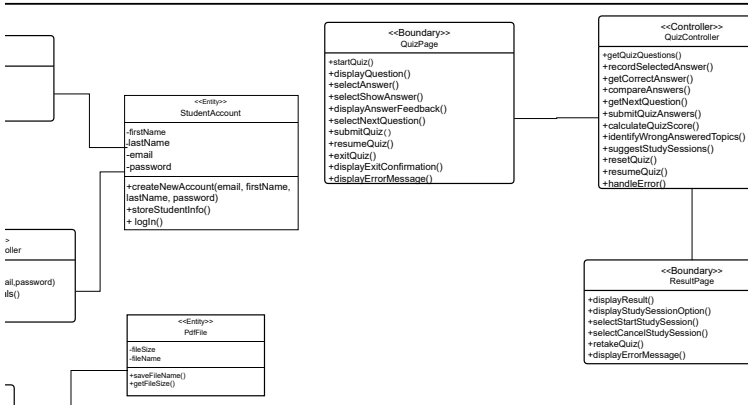 <<Entity>>
StudentAccount
-firstName
-lastName
-email
-password
+createNewAccount(email, firstName,
lastName, password)
+storeStudentInfo()
+ logIn()
<<Boundary>>
QuizPage
+startQuiz()
+displayQuestion()
+selectAnswer()
+selectShowAnswer()
+displayAnswerFeedback()
+selectNextQuestion()
+submitQuiz()
+resumeQuiz()
+exitQuiz()
+displayExitConfirmation()
+displayErrorMessage()
<<Controller>>
QuizController
+getQuizQuestions()
+recordSelectedAnswer()
+getCorrectAnswer()
+compareAnswers()
+getNextQuestion()
+submitQuizAnswers()
+calculateQuizScore()
+identifyWrongAnsweredTopics()
+suggestStudySessions()
+resetQuiz()
+resumeQuiz()
+handleError()
>
oller
ail,password)
als()
<<Entity>>
PdfFile
-fileSize
-fileName
+saveFileName()
+getFileSize()
<<Boundary>>
ResultPage
+displayResult()
+displayStudySessionOption()
+selectStartStudySession()
+selectCancelStudySession()
+retakeQuiz()
+displayErrorMessage()